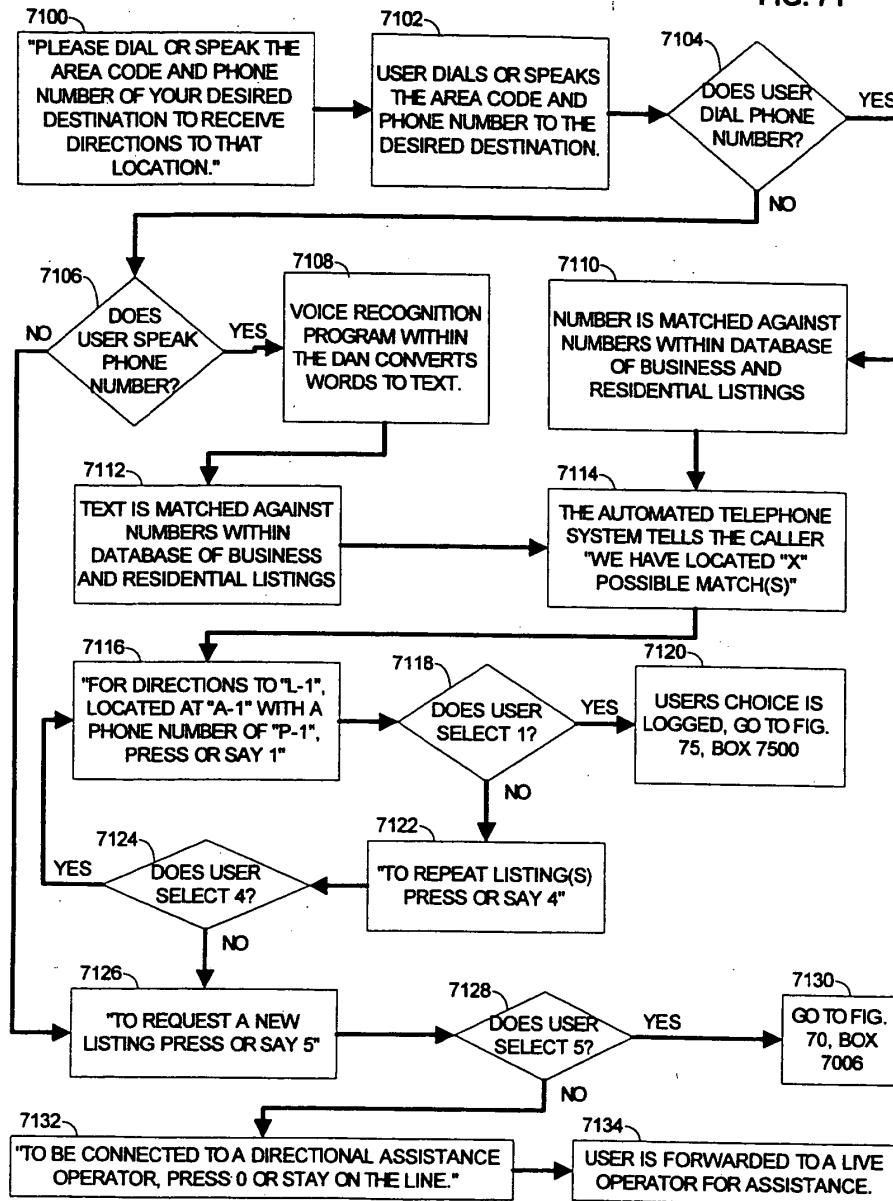 FIG. 71
7100
"PLEASE DIAL OR SPEAK THE
AREA CODE AND PHONE
NUMBER OF YOUR DESIRED
DESTINATION TO RECEIVE
DIRECTIONS TO THAT
LOCATION."
7102
USER DIALS OR SPEAKS
THE AREA CODE AND
PHONE NUMBER TO THE
DESIRED DESTINATION.
7104
DOES USER
DIAL PHONE
NUMBER?
YES
NO
7106
DOES
USER SPEAK
PHONE
NUMBER?
NO
YES
7108
VOICE RECOGNITION
PROGRAM WITHIN
THE DAN CONVERTS
WORDS TO TEXT.
7110
NUMBER IS MATCHED AGAINST
NUMBERS WITHIN DATABASE
OF BUSINESS AND
RESIDENTIAL LISTINGS
7112
TEXT IS MATCHED AGAINST
NUMBERS WITHIN
DATABASE OF BUSINESS
AND RESIDENTIAL LISTINGS
7114
THE AUTOMATED TELEPHONE
SYSTEM TELLS THE CALLER
"WE HAVE LOCATED "X"
POSSIBLE MATCH(S)"
7116
"FOR DIRECTIONS TO "L-1",
LOCATED AT "A-1" WITH A
PHONE NUMBER OF "P-1",
PRESS OR SAY 1"
7118
DOES USER
SELECT 1?
YES
NO
7120
USERS CHOICE IS
LOGGED, GO TO FIG.
75, BOX 7500
7122
"TO REPEAT LISTING(S)
PRESS OR SAY 4"
7124
DOES USER
SELECT 4?
YES
NO
7126
"TO REQUEST A NEW
LISTING PRESS OR SAY 5"
7128
DOES USER
SELECT 5?
YES
NO
7130
GO TO FIG.
70, BOX
7006
7132
"TO BE CONNECTED TO A DIRECTIONAL ASSISTANCE
OPERATOR, PRESS 0 OR STAY ON THE LINE."
7134
USER IS FORWARDED TO A LIVE
OPERATOR FOR ASSISTANCE.